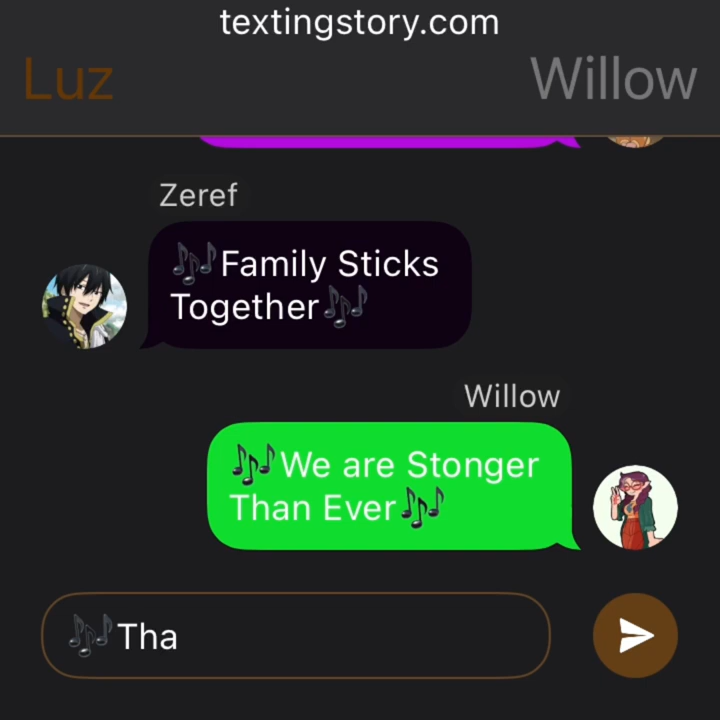 textingstory.com
Luz Willow
Zeref
🎶Family Sticks
Together🎶
Willow
🎶We are Stonger
Than Ever🎶
🎶Tha